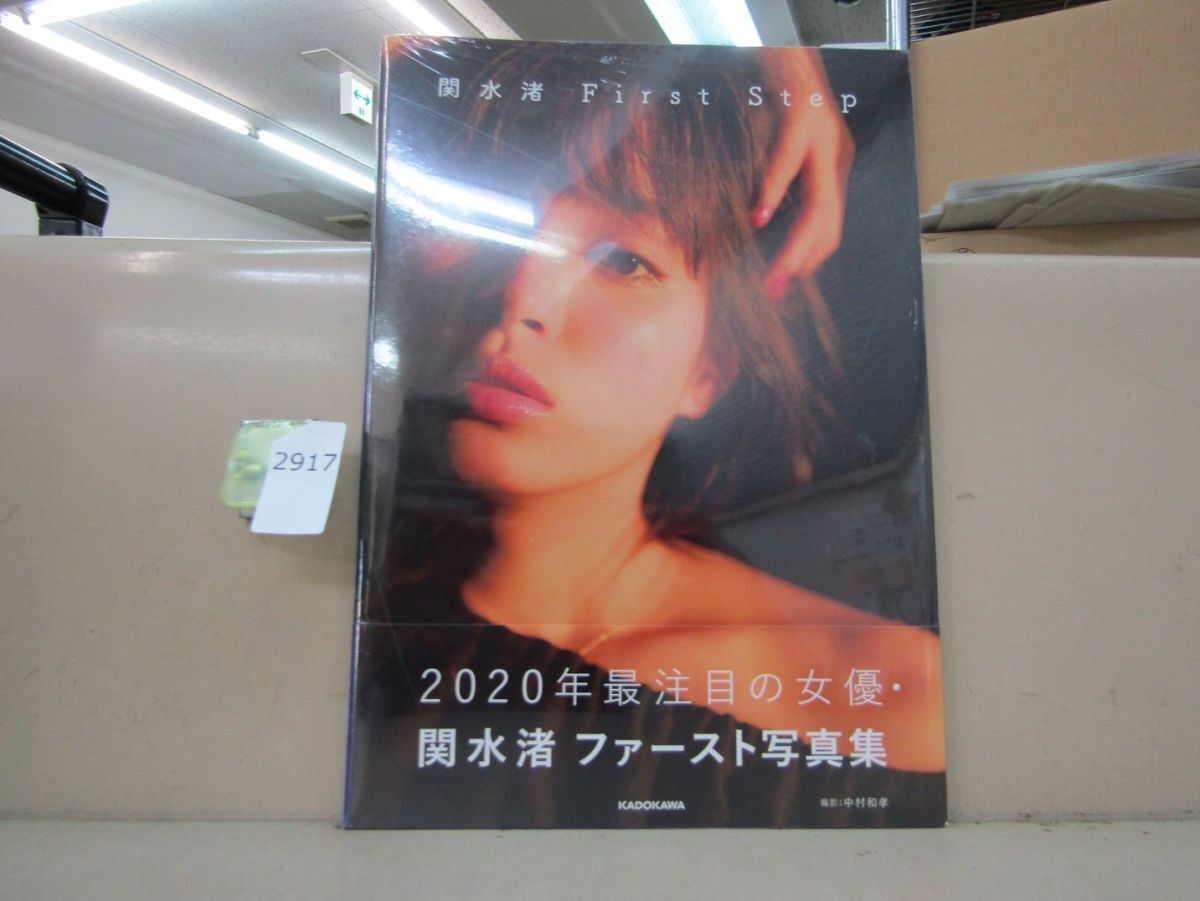 関水渚 First Step
2917
2020年最注目の女優・
関水渚 ファースト写真集
KADOKAWA
撮影：中村和孝